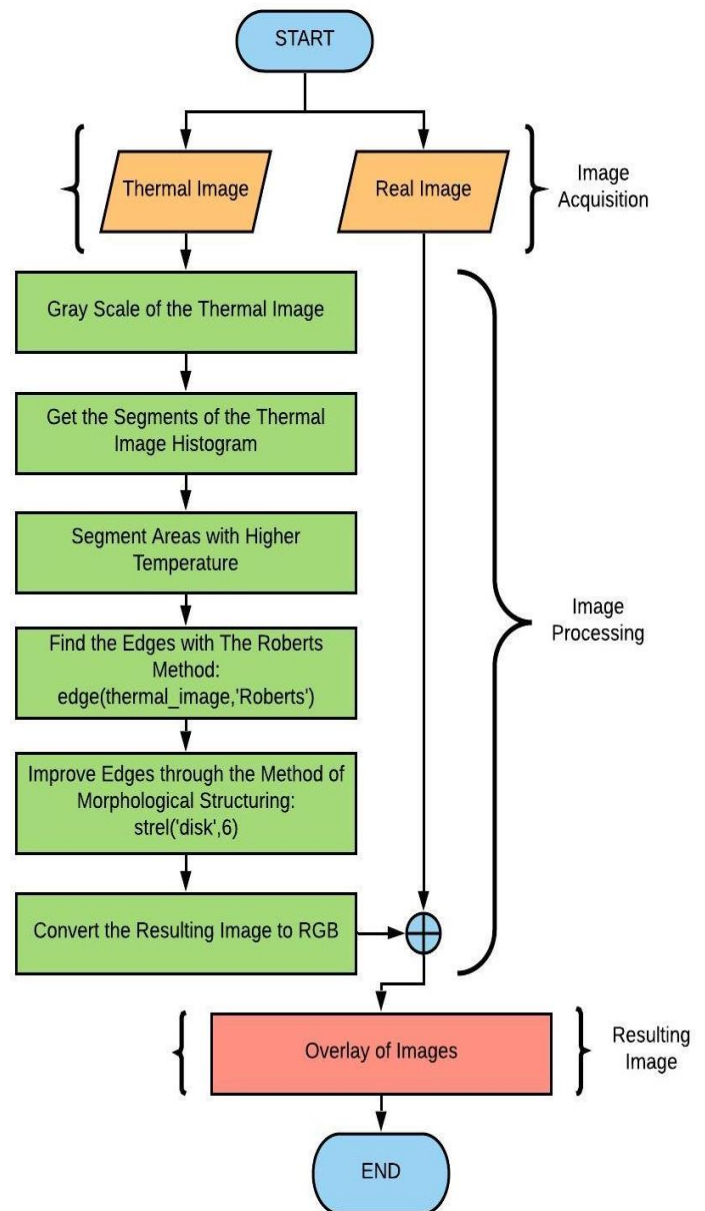 START
Thermal Image
Real Image
Image
Acquisition
Gray Scale of the Thermal Image
Get the Segments of the Thermal
Image Histogram
Segment Areas with Higher
Temperature
Find the Edges with The Roberts
Method:
edge(thermal_image,'Roberts')
Improve Edges through the Method of
Morphological Structuring:
strel('disk',6)
Convert the Resulting Image to RGB
Image
Processing
Overlay of Images
Resulting
Image
END